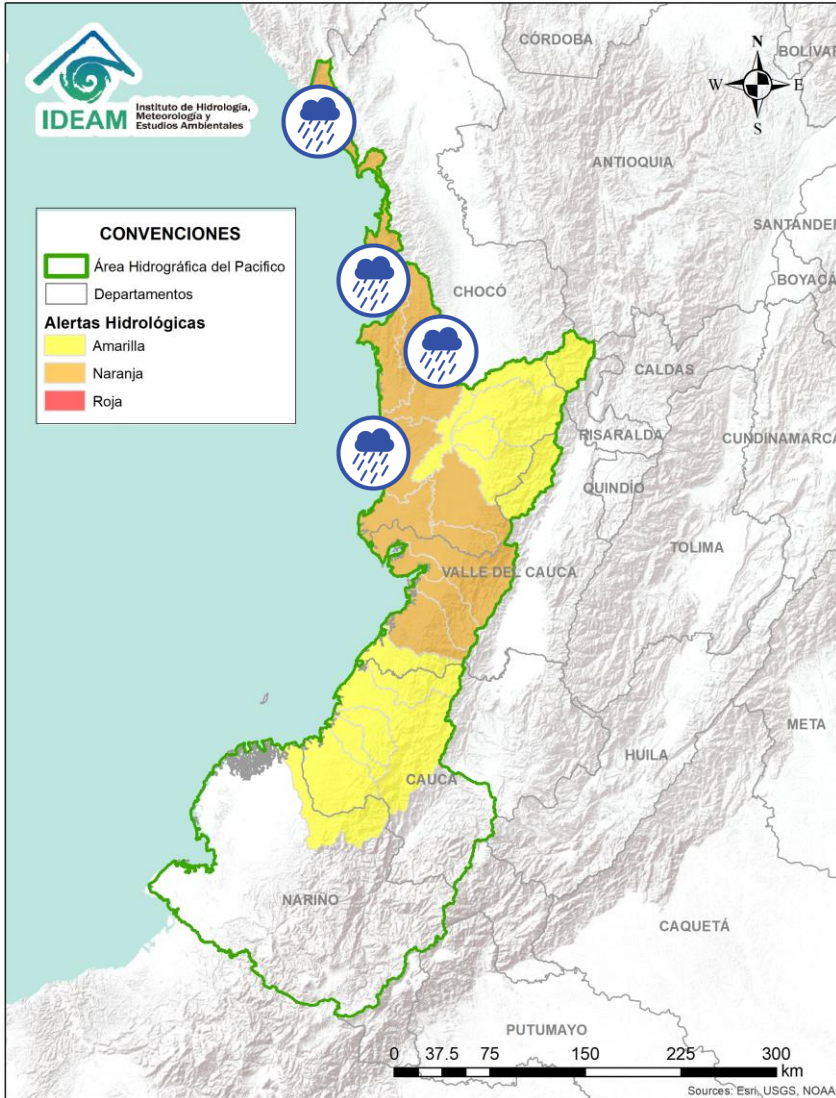 IDEAM
Instituto de Hidrología,
Meteorología y
Estudios Ambientales
CÓRDOBA
BOLÍVAR
N
W
E
S
ANTIOQUIA
SANTANDER
BOYACÁ
CONVENCIONES
Área Hidrográfica del Pacifico
Departamentos
Alertas Hidrológicas
Amarilla
Naranja
Roja
CHOCÓ
CALDAS
RISARALDA
CUNDINAMARCA
QUINDÍO
TOLIMA
VALLE DEL CAUCA
META
HUILA
CAUCA
NARIÑO
CAQUETÁ
PUTUMAYO
0 37.5 75 150 225 300
km
Sources: Esri, USGS, NOAA